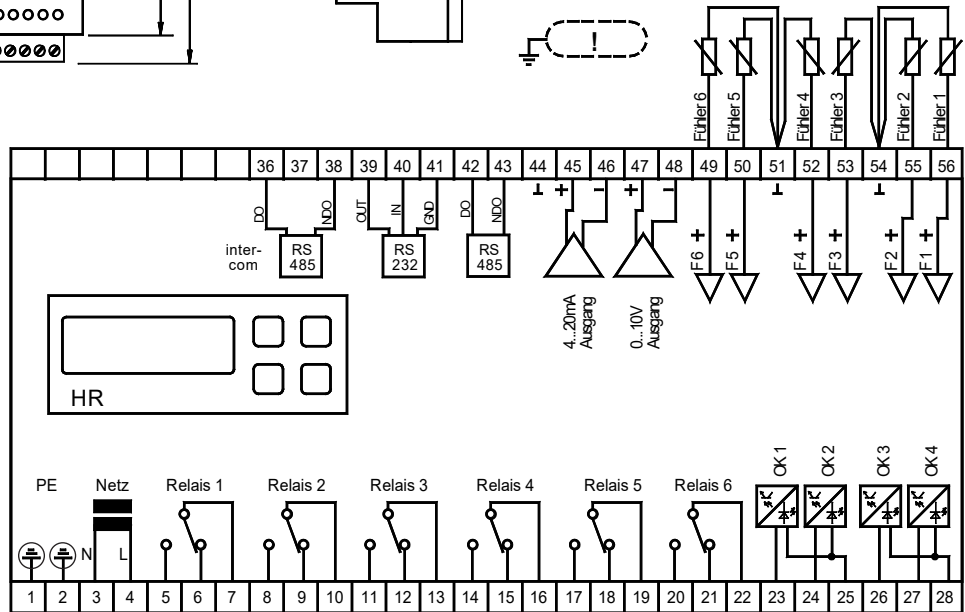 !
Fühler 6 Fühler 5 Fühler 4 Fühler 3 Fühler 2 Fühler 1
36 37 38 39 40 41 42 43 44 45 46 47 48 49 50 51 52 53 54 55 56
DO NDO OUT IN GND DO NDO ⊥ + − + − ⊥ ⊥
inter-
com
RS
485
RS
232
RS
485
F6 + F5 + F4 + F3 + F2 + F1 +
4...20mA
Ausgang
0...10V
Ausgang
HR
OK 1 OK 2 OK 3 OK 4
PE Netz Relais 1 Relais 2 Relais 3 Relais 4 Relais 5 Relais 6
N L
1 2 3 4 5 6 7 8 9 10 11 12 13 14 15 16 17 18 19 20 21 22 23 24 25 26 27 28